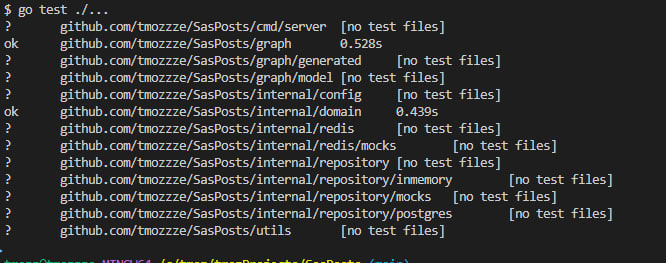 $ go test ./...
?       github.com/tmozzze/SasPosts/cmd/server  [no test files]
ok      github.com/tmozzze/SasPosts/graph       0.528s
?       github.com/tmozzze/SasPosts/graph/generated     [no test files]
?       github.com/tmozzze/SasPosts/graph/model [no test files]
?       github.com/tmozzze/SasPosts/internal/config     [no test files]
ok      github.com/tmozzze/SasPosts/internal/domain     0.439s
?       github.com/tmozzze/SasPosts/internal/redis      [no test files]
?       github.com/tmozzze/SasPosts/internal/redis/mocks        [no test files]
?       github.com/tmozzze/SasPosts/internal/repository [no test files]
?       github.com/tmozzze/SasPosts/internal/repository/inmemory        [no test files]
?       github.com/tmozzze/SasPosts/internal/repository/mocks   [no test files]
?       github.com/tmozzze/SasPosts/internal/repository/postgres        [no test files]
?       github.com/tmozzze/SasPosts/utils       [no test files]